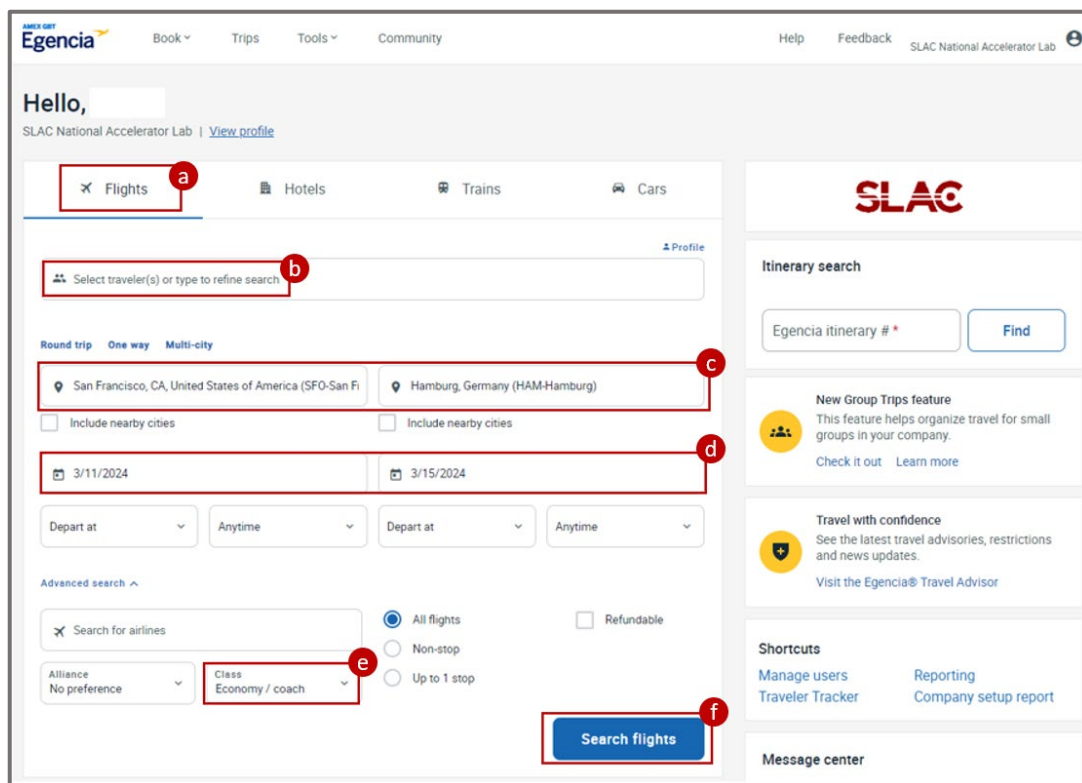 AMEX GBT
Egencia
Book Trips Tools Community
Help Feedback SLAC National Accelerator Lab
Hello,
SLAC National Accelerator Lab | View profile
a
Flights Hotels Trains Cars
SLAC
Profile
b
Select traveler(s) or type to refine search
Itinerary search
Egencia itinerary # * Find
Round trip One way Multi-city
c
San Francisco, CA, United States of America (SFO-San Fr Hamburg, Germany (HAM-Hamburg)
Include nearby cities Include nearby cities
New Group Trips feature
This feature helps organize travel for small
groups in your company.
Check it out Learn more
d
3/11/2024 3/15/2024
Depart at Anytime Depart at Anytime
Travel with confidence
See the latest travel advisories, restrictions
and news updates.
Visit the Egencia® Travel Advisor
Advanced search
Search for airlines
All flights Refundable
Non-stop
Up to 1 stop
e
Alliance
No preference
Class
Economy / coach
f
Search flights
Shortcuts
Manage users Reporting
Traveler Tracker Company setup report
Message center